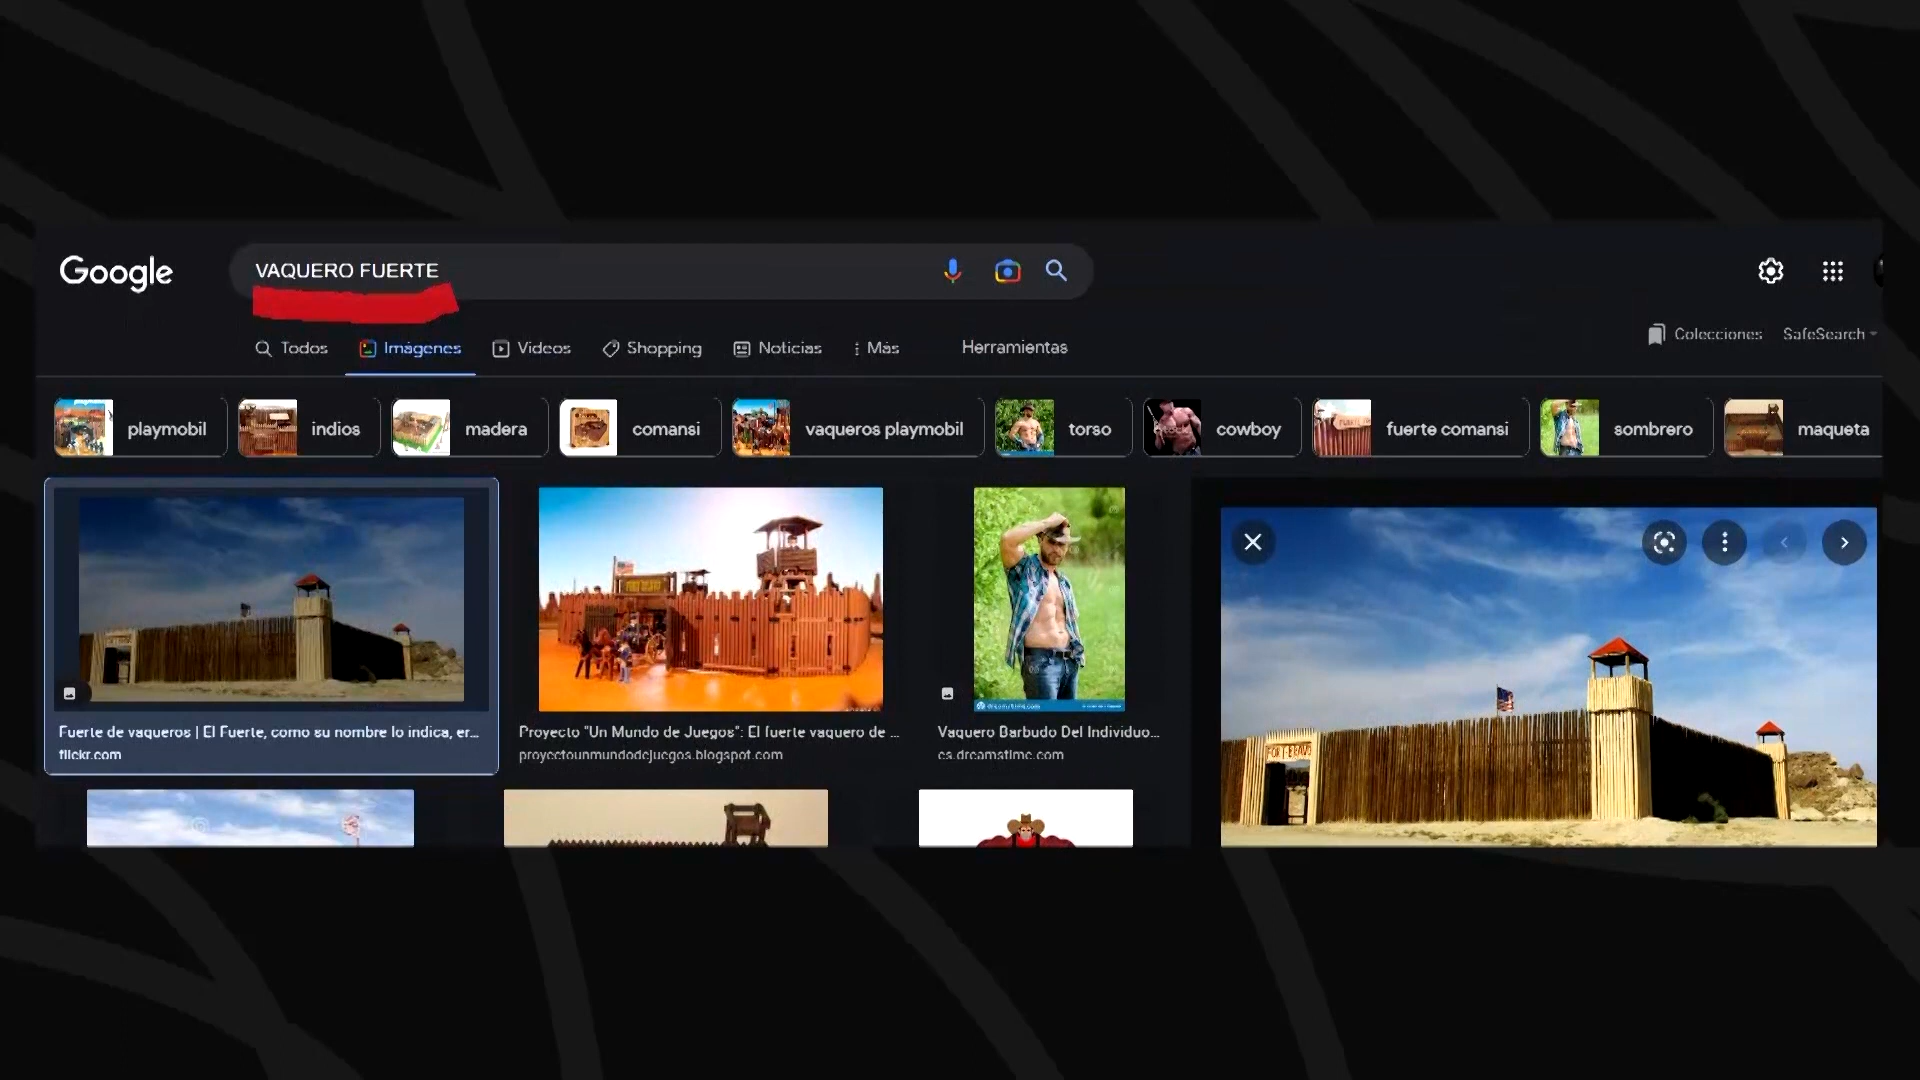 Google
VAQUERO FUERTE
Todos
Imágenes
Videos
Shopping
Noticias
Más
Herramientas
Colecciones
SafeSearch
playmobil
indios
madera
comansi
vaqueros playmobil
torso
cowboy
fuerte comansi
sombrero
maqueta
Fuerte de vaqueros | El Fuerte, como su nombre lo indica, er...
flickr.com
Proyecto "Un Mundo de Juegos": El fuerte vaquero de ...
proyectounmundodejuegos.blogspot.com
Vaquero Barbudo Del Individuo...
es.dreamstime.com
FORT BRAVO